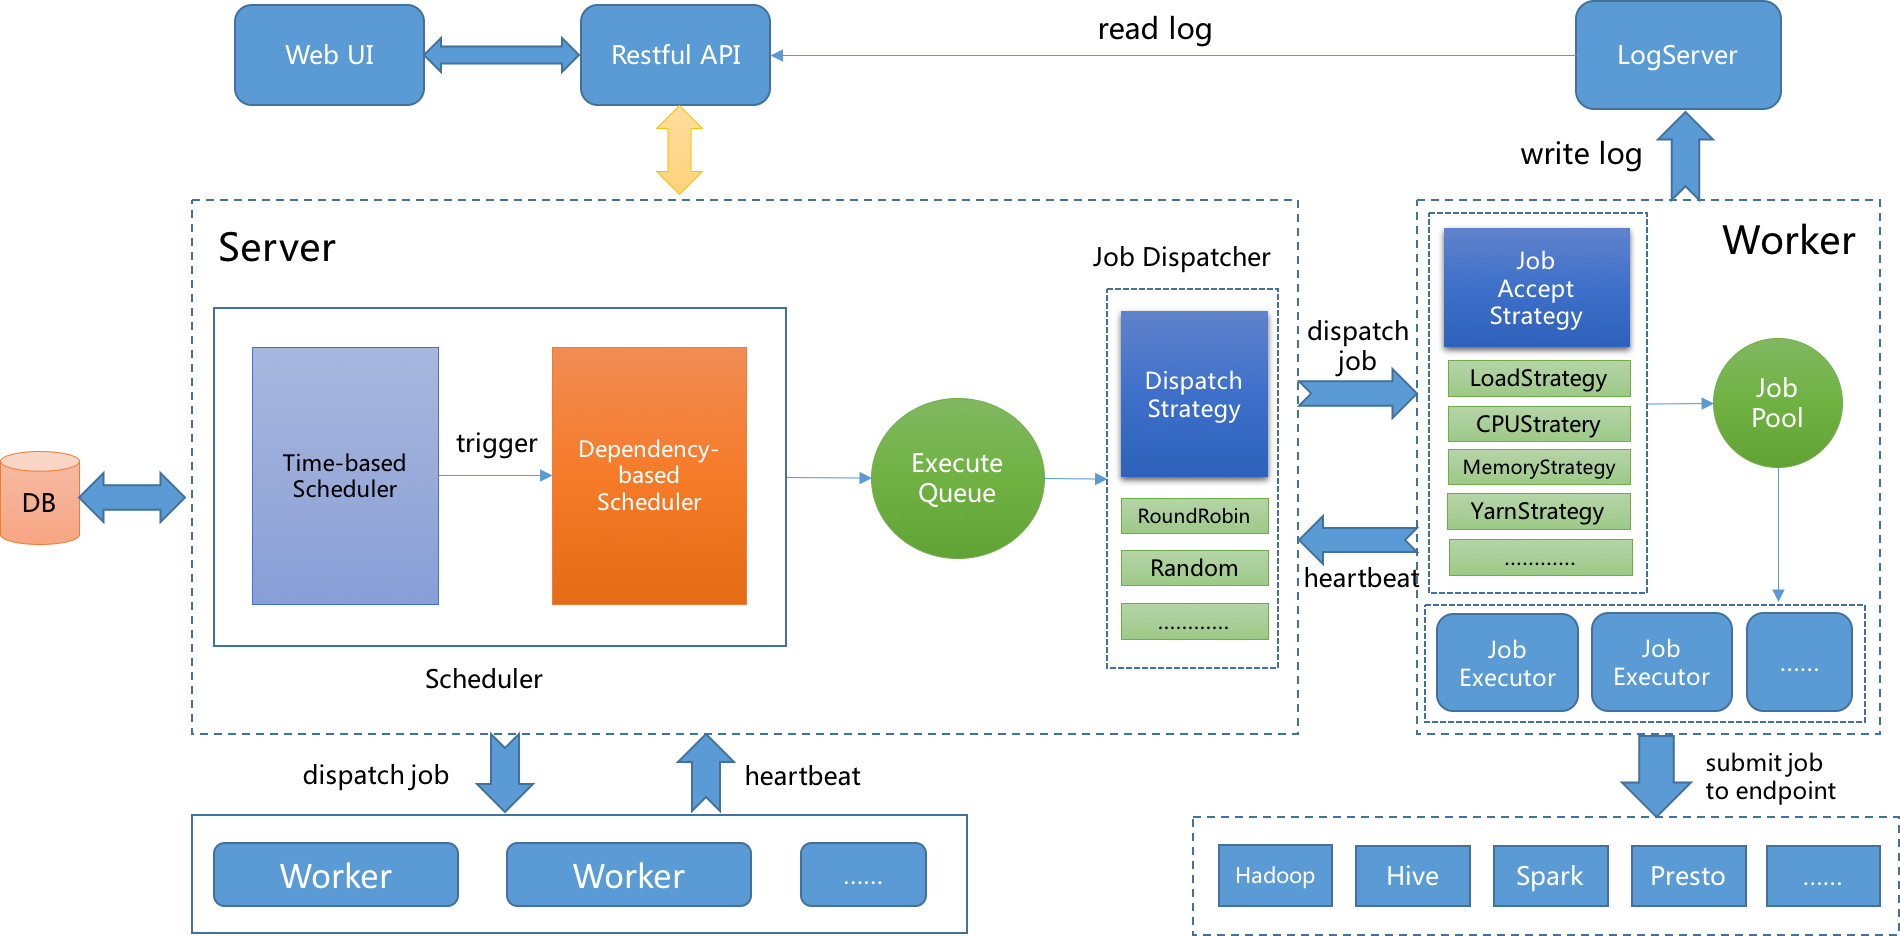 Web UI
Restful API
read log
LogServer
write log
Server
Job Dispatcher
Worker
Job
Accept
Strategy
Dispatch
Strategy
dispatch
job
LoadStrategy
CPUStratery
MemoryStrategy
YarnStrategy
............
Job
Pool
Time-based
Scheduler
trigger
Dependency-
based
Scheduler
Execute
Queue
RoundRobin
Random
............
heartbeat
DB
Scheduler
Job
Executor
Job
Executor
......
dispatch job
heartbeat
submit job
to endpoint
Worker
Worker
......
Hadoop
Hive
Spark
Presto
......